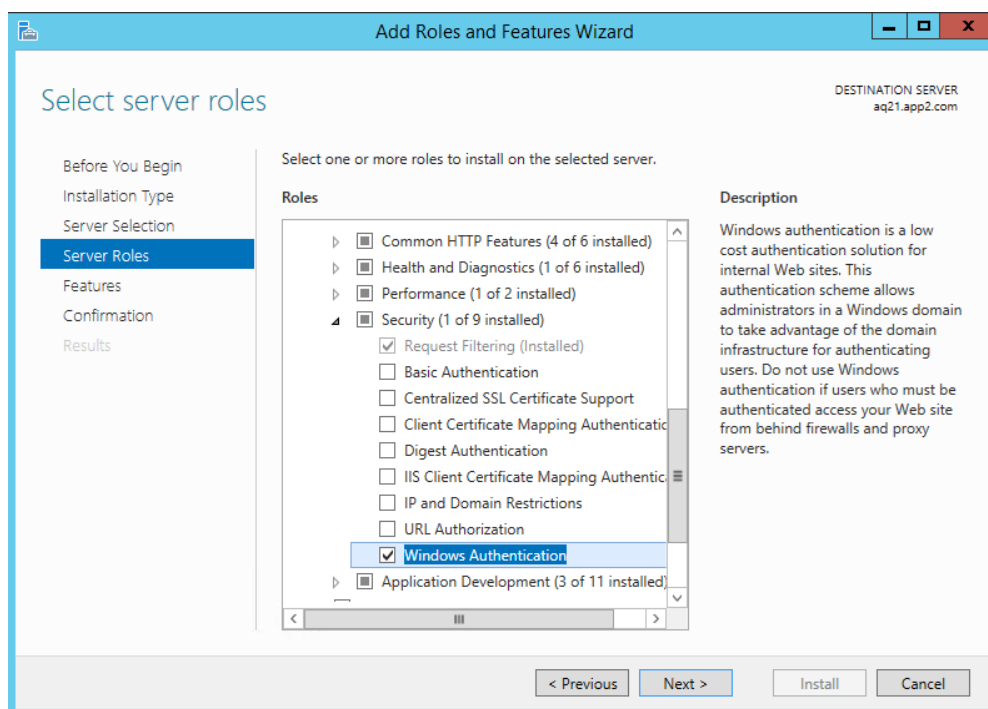 Add Roles and Features Wizard
Select server roles
DESTINATION SERVER
aq21.app2.com
Before You Begin
Installation Type
Server Selection
Server Roles
Features
Confirmation
Results
Select one or more roles to install on the selected server.
Roles
Common HTTP Features (4 of 6 installed)
Health and Diagnostics (1 of 6 installed)
Performance (1 of 2 installed)
Security (1 of 9 installed)
Request Filtering (Installed)
Basic Authentication
Centralized SSL Certificate Support
Client Certificate Mapping Authenticatic
Digest Authentication
IIS Client Certificate Mapping Authentic
IP and Domain Restrictions
URL Authorization
Windows Authentication
Application Development (3 of 11 installed)
Description
Windows authentication is a low
cost authentication solution for
internal Web sites. This
authentication scheme allows
administrators in a Windows domain
to take advantage of the domain
infrastructure for authenticating
users. Do not use Windows
authentication if users who must be
authenticated access your Web site
from behind firewalls and proxy
servers.
< Previous
Next >
Install
Cancel